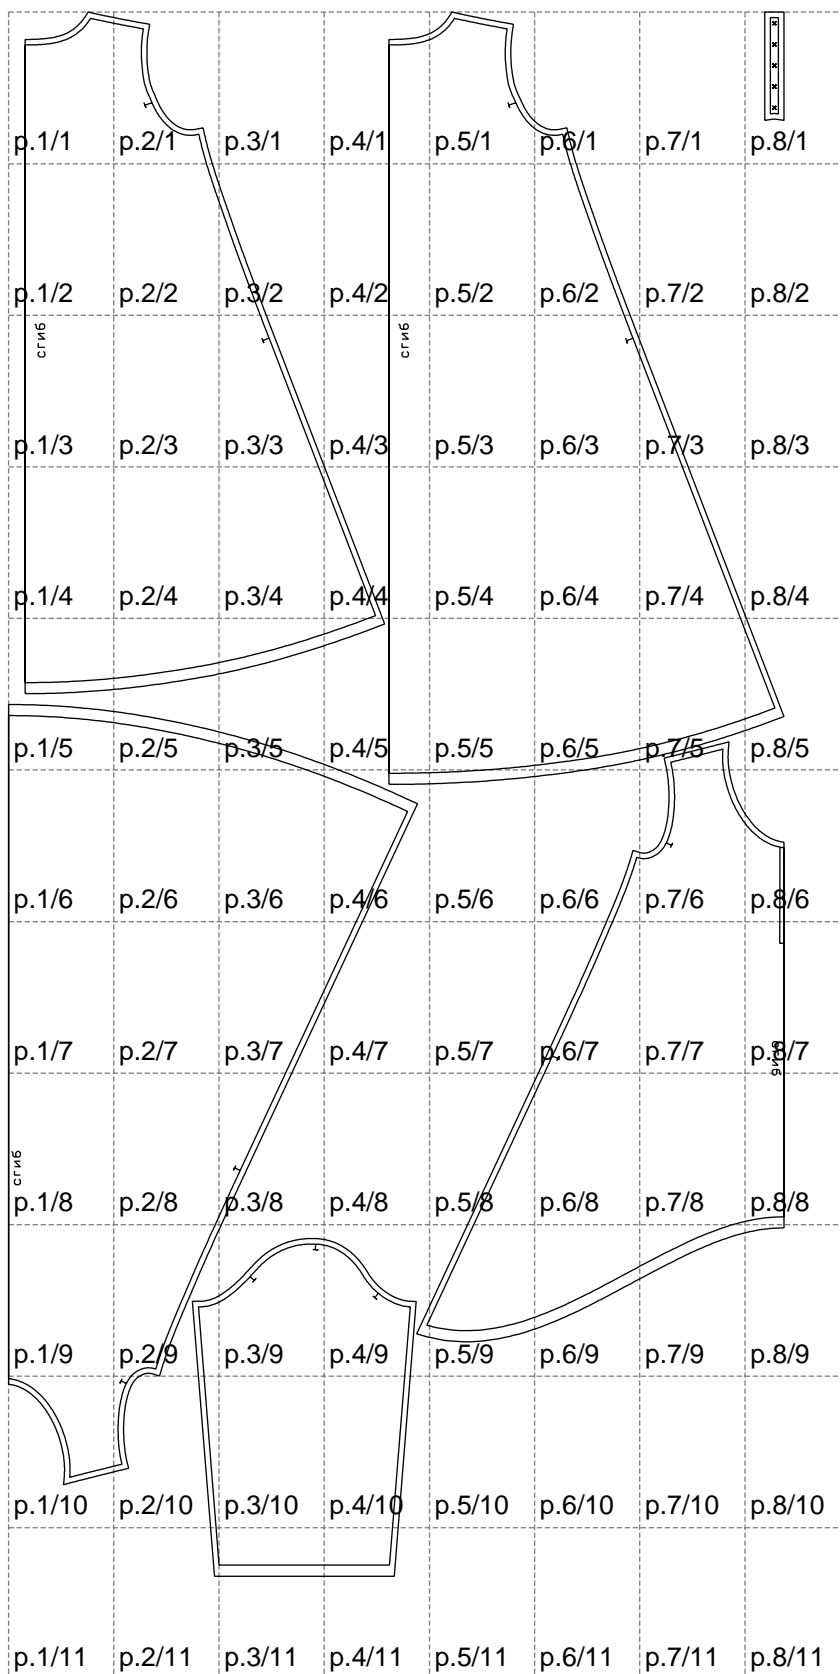 p.1/1 p.2/1 p.3/1 p.4/1 p.5/1 p.6/1 p.7/1 p.8/1
p.1/2 p.2/2 p.3/2 p.4/2 p.5/2 p.6/2 p.7/2 p.8/2
сгиб сгиб
p.1/3 p.2/3 p.3/3 p.4/3 p.5/3 p.6/3 p.7/3 p.8/3
p.1/4 p.2/4 p.3/4 p.4/4 p.5/4 p.6/4 p.7/4 p.8/4
p.1/5 p.2/5 p.3/5 p.4/5 p.5/5 p.6/5 p.7/5 p.8/5
p.1/6 p.2/6 p.3/6 p.4/6 p.5/6 p.6/6 p.7/6 p.8/6
p.1/7 p.2/7 p.3/7 p.4/7 p.5/7 p.6/7 p.7/7 p.8/7
сгиб
сгиб
p.1/8 p.2/8 p.3/8 p.4/8 p.5/8 p.6/8 p.7/8 p.8/8
p.1/9 p.2/9 p.3/9 p.4/9 p.5/9 p.6/9 p.7/9 p.8/9
p.1/10 p.2/10 p.3/10 p.4/10 p.5/10 p.6/10 p.7/10 p.8/10
p.1/11 p.2/11 p.3/11 p.4/11 p.5/11 p.6/11 p.7/11 p.8/11